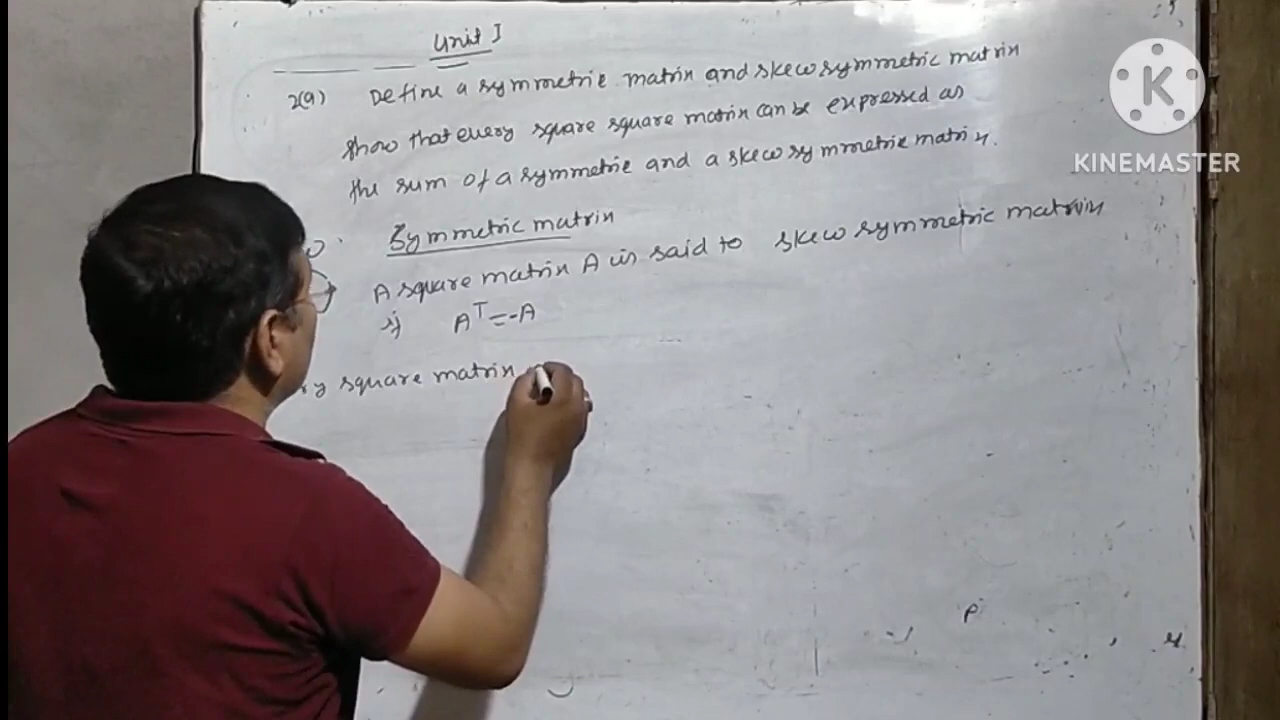 Unit I
2(a) Define a symmetric matrix and skew symmetric matrix
show that every square square matrix can be expressed as
the sum of a symmetric and a skew symmetric matrix.
Symmetric matrix
A square matrix A is said to skew symmetric matrix
if A^T = -A
ry square matrix
P
K
KINEMASTER